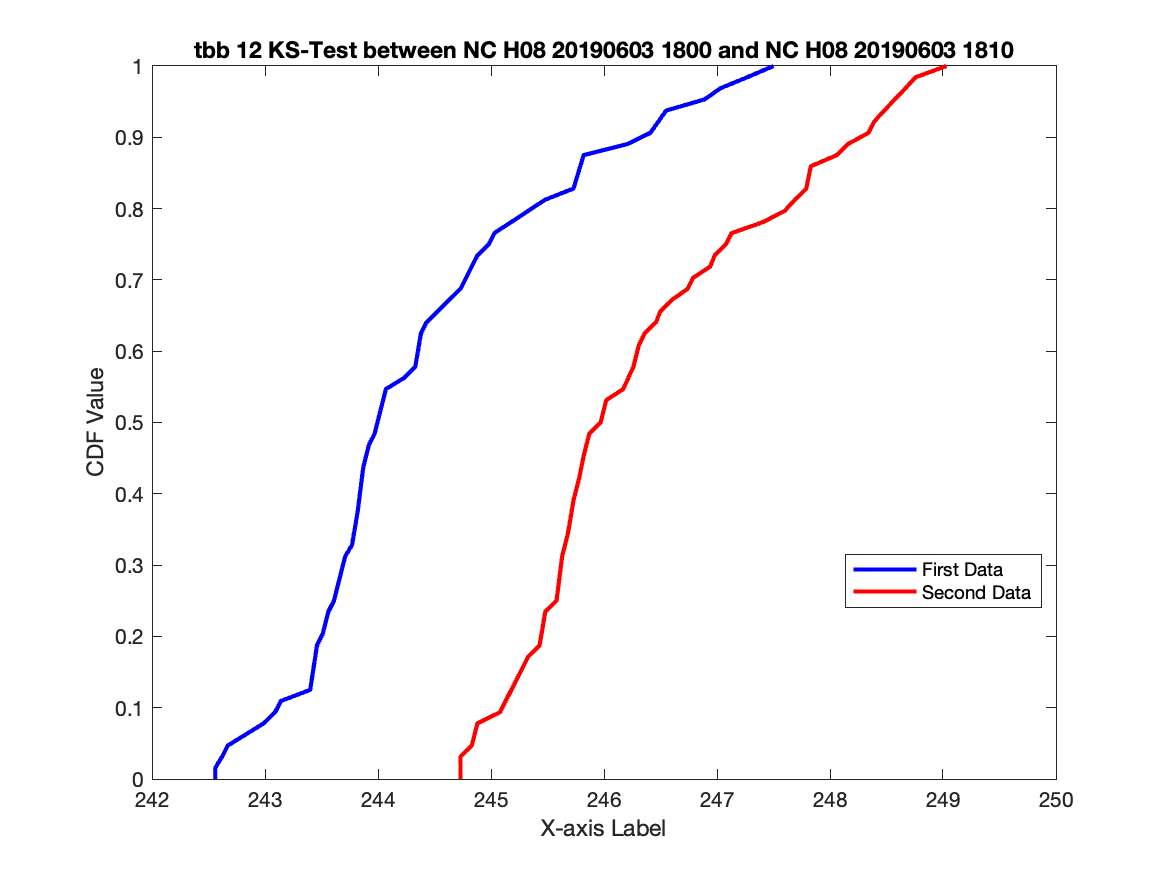 tbb 12 KS-Test between NC H08 20190603 1800 and NC H08 20190603 1810
1
0.9
0.8
0.7
0.6
0.5
0.4
0.3
0.2
0.1
0
CDF Value
First Data
Second Data
242 243 244 245 246 247 248 249 250
X-axis Label